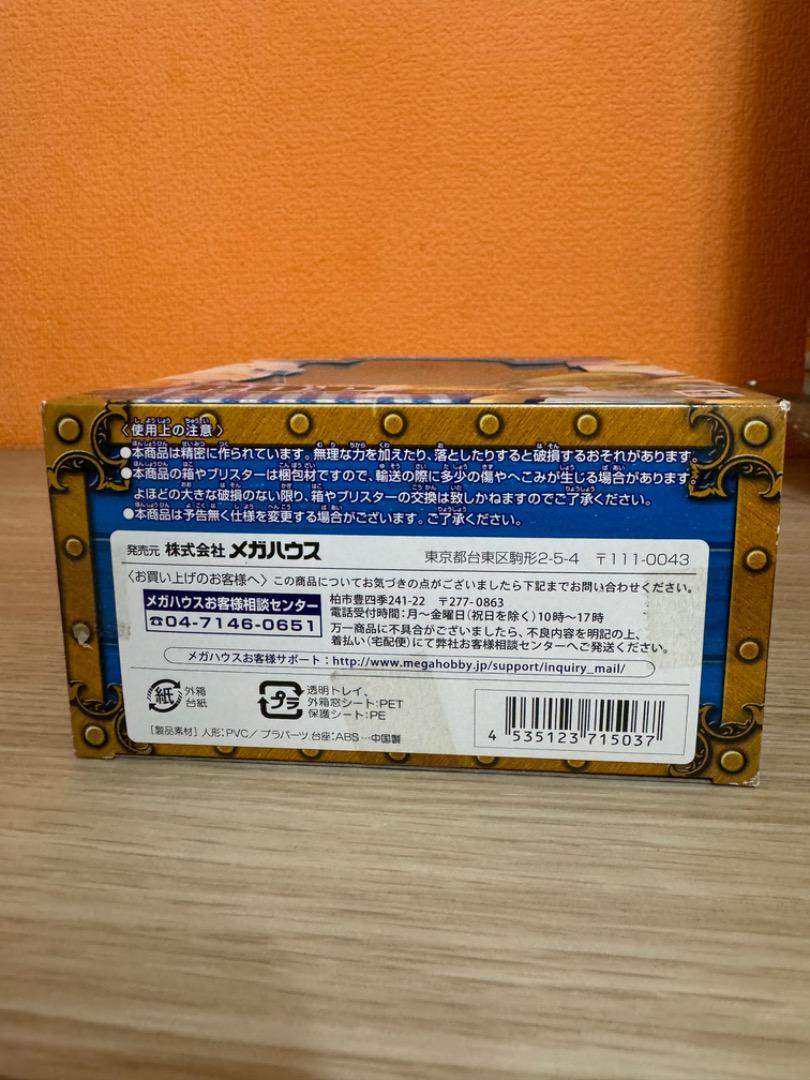 〈使用上の注意〉
●本商品は精密に作られています。無理な力を加えたり、落としたりすると破損するおそれがあります。
●本商品の箱やブリスターは梱包材ですので、輸送の際に多少の傷やへこみが生じる場合があります。
よほどの大きな破損のない限り、箱やブリスターの交換は致しかねますのでご了承ください。
●本商品は予告無く仕様を変更する場合がございます。ご了承ください。
発売元 株式会社 メガハウス 東京都台東区駒形2-5-4 〒111-0043
〈お買い上げのお客様へ〉この商品についてお気づきの点がございましたら下記までお問い合わせください。
メガハウスお客様相談センター
☎04-7146-0651
柏市豊四季241-22 〒277-0863
電話受付時間:月〜金曜日(祝日を除く)10時〜17時
万一商品に不具合がございましたら、不良内容を明記の上、
着払い(宅配便)にて弊社お客様相談センターへご発送ください。
メガハウスお客様サポート:http://www.megahobby.jp/support/inquiry_mail/
紙 外箱
台紙
プラ 透明トレイ、
外箱窓シート:PET
保護シート:PE
[製品素材] 人形:PVC/プラパーツ、台座:ABS…中国製
4 535123 715037